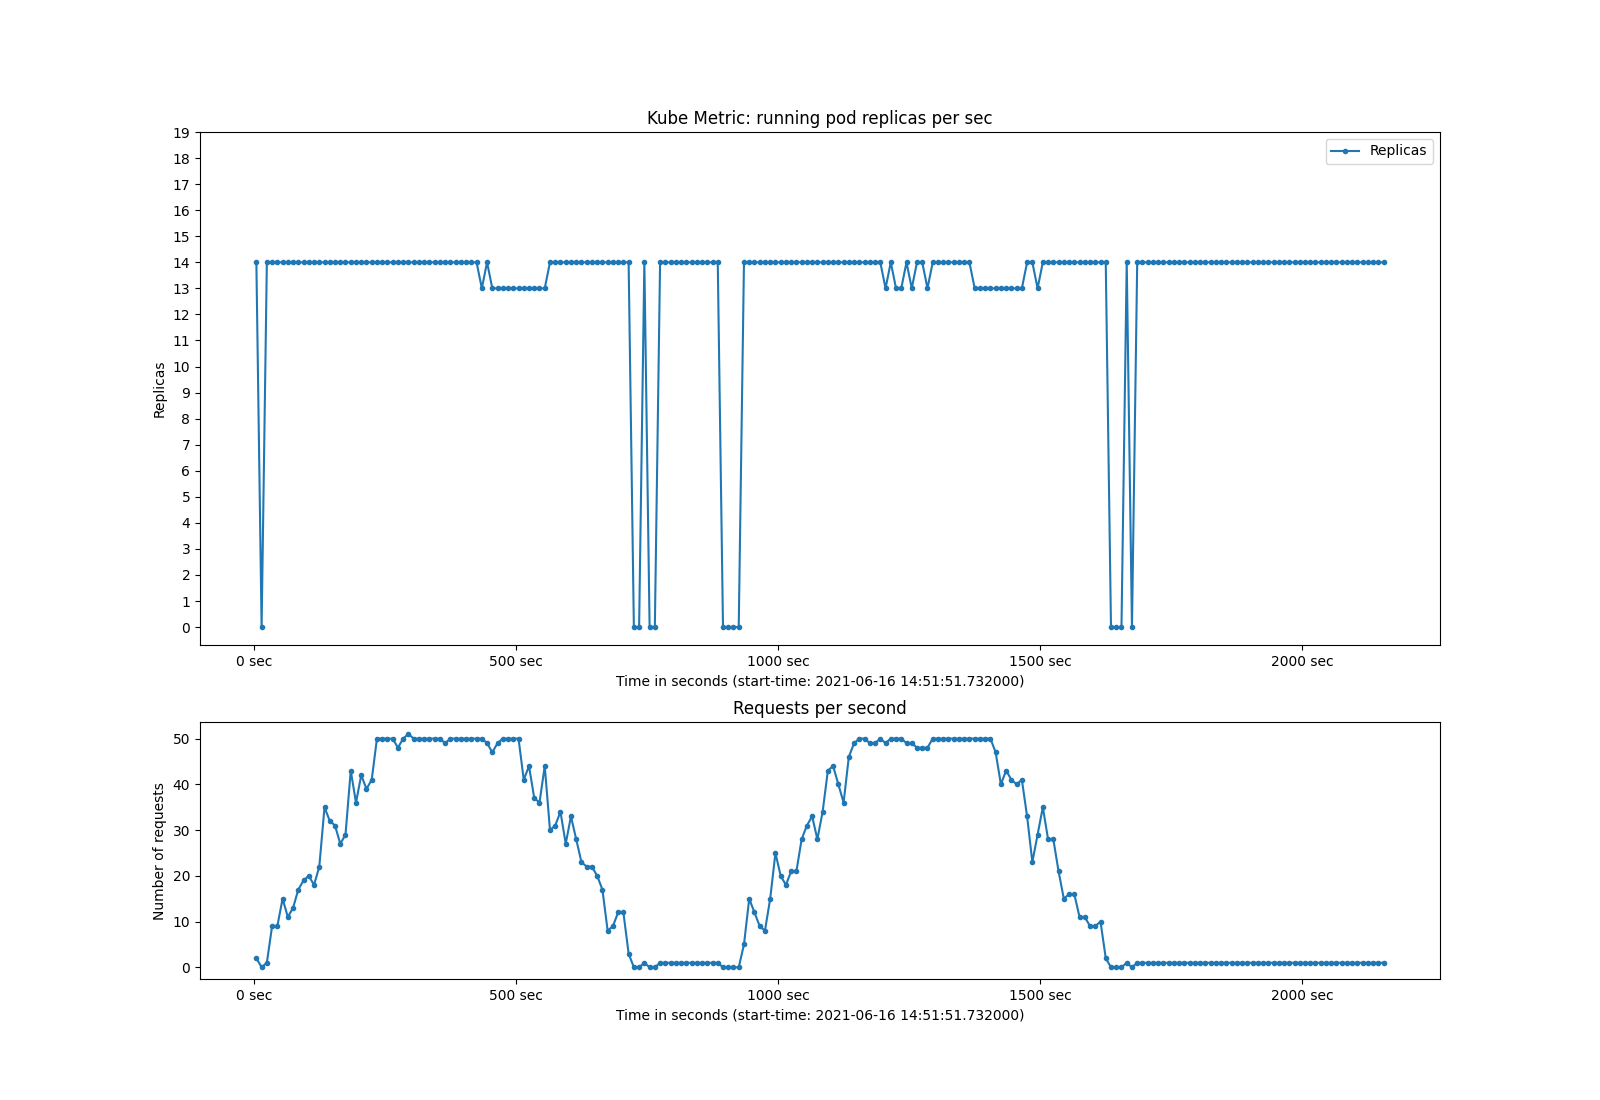 Kube Metric: running pod replicas per sec
19
18
17
16
15
14
13
12
11
10
9
8
7
6
5
4
3
2
1
0
Replicas
Replicas
0 sec 500 sec 1000 sec 1500 sec 2000 sec
Time in seconds (start-time: 2021-06-16 14:51:51.732000)
Requests per second
50
40
30
20
10
0
Number of requests
0 sec 500 sec 1000 sec 1500 sec 2000 sec
Time in seconds (start-time: 2021-06-16 14:51:51.732000)